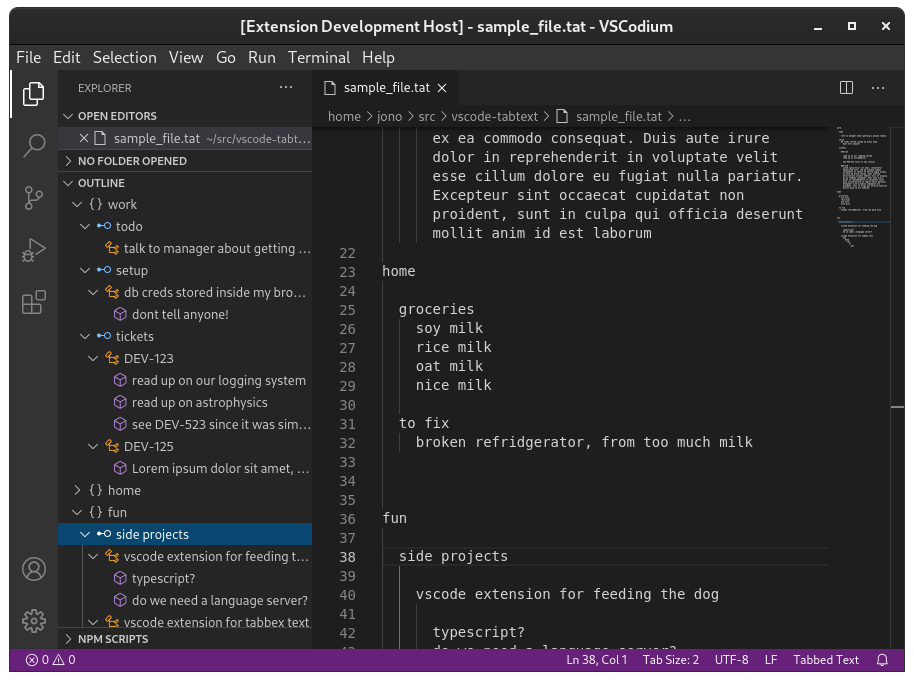 [Extension Development Host] - sample_file.tat - VSCodium
File Edit Selection View Go Run Terminal Help
EXPLORER
OPEN EDITORS
sample_file.tat ~/src/vscode-tabt...
NO FOLDER OPENED
OUTLINE
{} work
todo
talk to manager about getting ...
setup
db creds stored inside my bro...
dont tell anyone!
tickets
DEV-123
read up on our logging system
read up on astrophysics
see DEV-523 since it was sim...
DEV-125
Lorem ipsum dolor sit amet, ...
{} home
{} fun
side projects
vscode extension for feeding t...
typescript?
do we need a language server?
vscode extension for tabbex text
NPM SCRIPTS
sample_file.tat
home > jono > src > vscode-tabtext > sample_file.tat > ...
ex ea commodo consequat. Duis aute irure
dolor in reprehenderit in voluptate velit
esse cillum dolore eu fugiat nulla pariatur.
Excepteur sint occaecat cupidatat non
proident, sunt in culpa qui officia deserunt
mollit anim id est laborum
22
23 home
24
25 groceries
26 soy milk
27 rice milk
28 oat milk
29 nice milk
30
31 to fix
32 broken refridgerator, from too much milk
33
34
35
36 fun
37
38 side projects
39
40 vscode extension for feeding the dog
41
42 typescript?
43 do we need a language server?
0 0
Ln 38, Col 1 Tab Size: 2 UTF-8 LF Tabbed Text